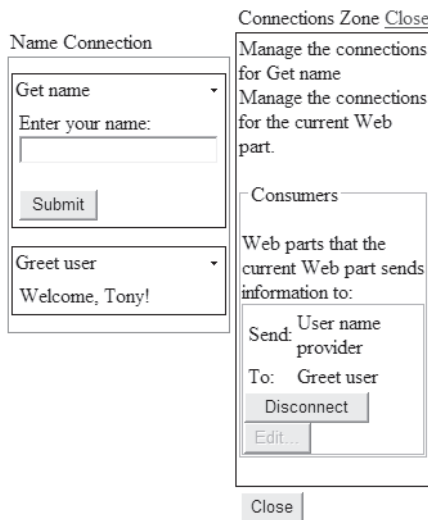 Name Connection
Get name
Enter your name:
Submit
Greet user
Welcome, Tony!
Connections Zone Close
Manage the connections
for Get name
Manage the connections
for the current Web
part.
Consumers
Web parts that the
current Web part sends
information to:
Send: User name
provider
To: Greet user
Disconnect
Edit...
Close